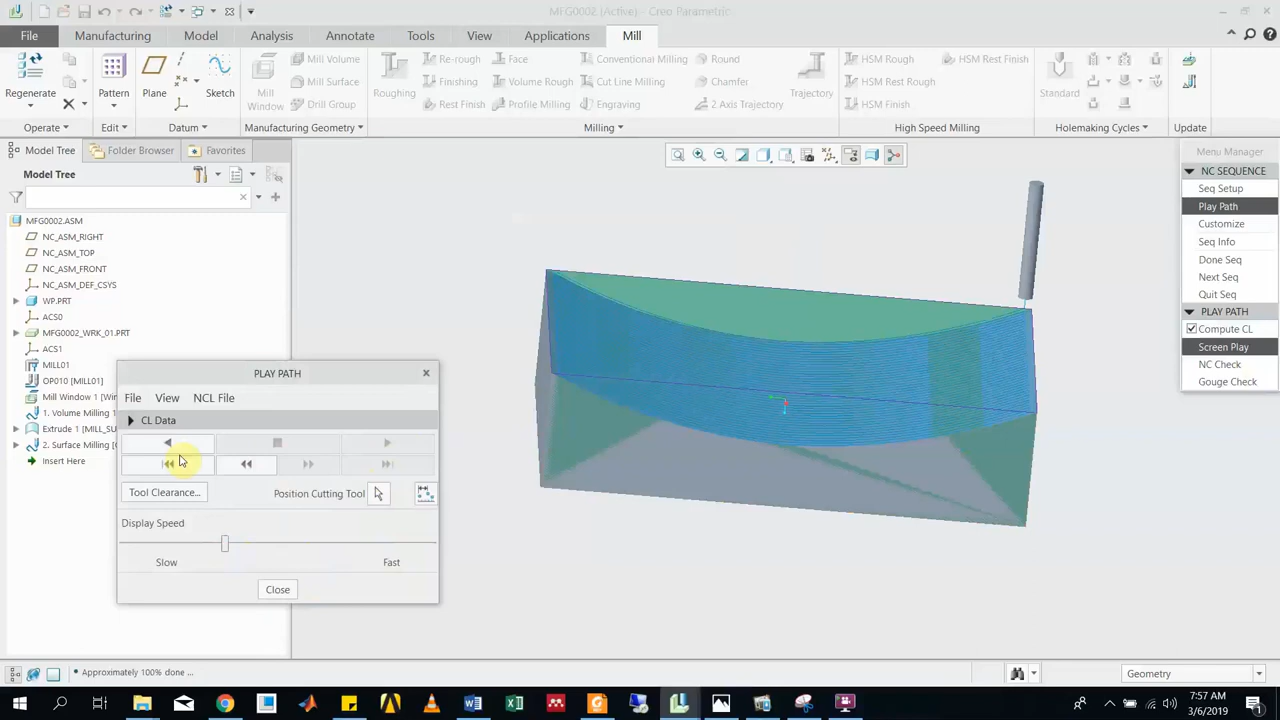 MFG0002 (Active) - Creo Parametric
File Manufacturing Model Analysis Annotate Tools View Applications Mill
Regenerate
Operate
Pattern
Edit
Plane
Sketch
Datum
Mill Window
Mill Volume
Mill Surface
Drill Group
Manufacturing Geometry
Roughing
Re-rough
Finishing
Rest Finish
Face
Volume Rough
Profile Milling
Conventional Milling
Cut Line Milling
Engraving
Round
Chamfer
2 Axis Trajectory
Trajectory
Milling
HSM Rough
HSM Rest Rough
HSM Finish
HSM Rest Finish
High Speed Milling
Standard
Holemaking Cycles
Update
Model Tree Folder Browser Favorites
Model Tree
MFG0002.ASM
NC_ASM_RIGHT
NC_ASM_TOP
NC_ASM_FRONT
NC_ASM_DEF_CSYS
WP.PRT
ACS0
MFG0002_WRK_01.PRT
ACS1
MILL01
OP010 [MILL01]
Mill Window 1 [Win
1. Volume Milling 1
Extrude 1 [MILL_SU
2. Surface Milling [
Insert Here
PLAY PATH
File View NCL File
CL Data
Tool Clearance...
Position Cutting Tool
Display Speed
Slow Fast
Close
Menu Manager
NC SEQUENCE
Seq Setup
Play Path
Customize
Seq Info
Done Seq
Next Seq
Quit Seq
PLAY PATH
Compute CL
Screen Play
NC Check
Gouge Check
• Approximately 100% done ...
Geometry
7:57 AM
3/6/2019